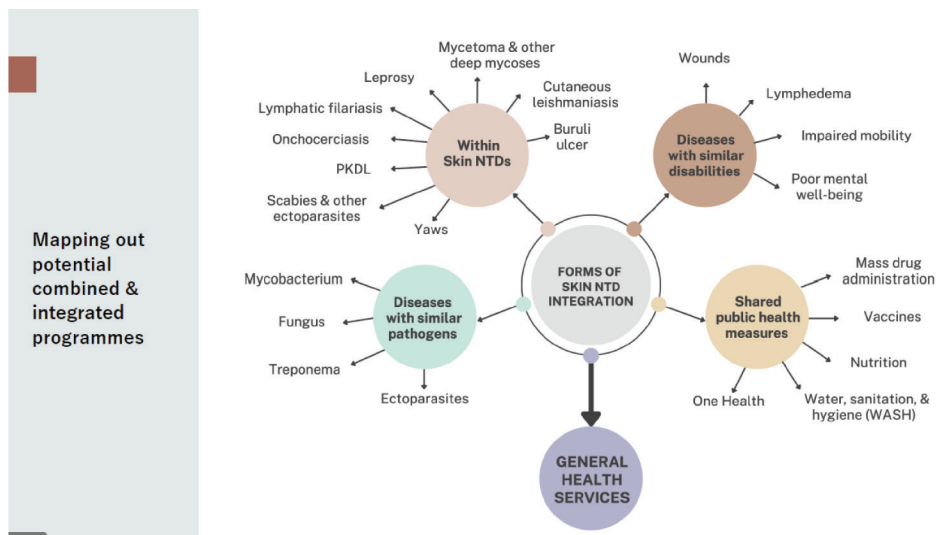 Mapping out
potential
combined &
integrated
programmes
Mycetoma & other
deep mycoses
Leprosy
Cutaneous
leishmaniasis
Lymphatic filariasis
Onchocerciasis
Buruli
ulcer
PKDL
Scabies & other
ectoparasites
Yaws
Within
Skin NTDs
Wounds
Lymphedema
Impaired mobility
Poor mental
well-being
Diseases
with similar
disabilities
FORMS OF
SKIN NTD
INTEGRATION
Mycobacterium
Fungus
Treponema
Ectoparasites
Diseases
with similar
pathogens
Mass drug
administration
Vaccines
Nutrition
Water, sanitation, &
hygiene (WASH)
One Health
Shared
public health
measures
GENERAL
HEALTH
SERVICES